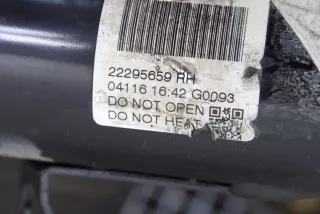 22295659 RH
04116 16:42 G0093
DO NOT OPEN
DO NOT HEAT